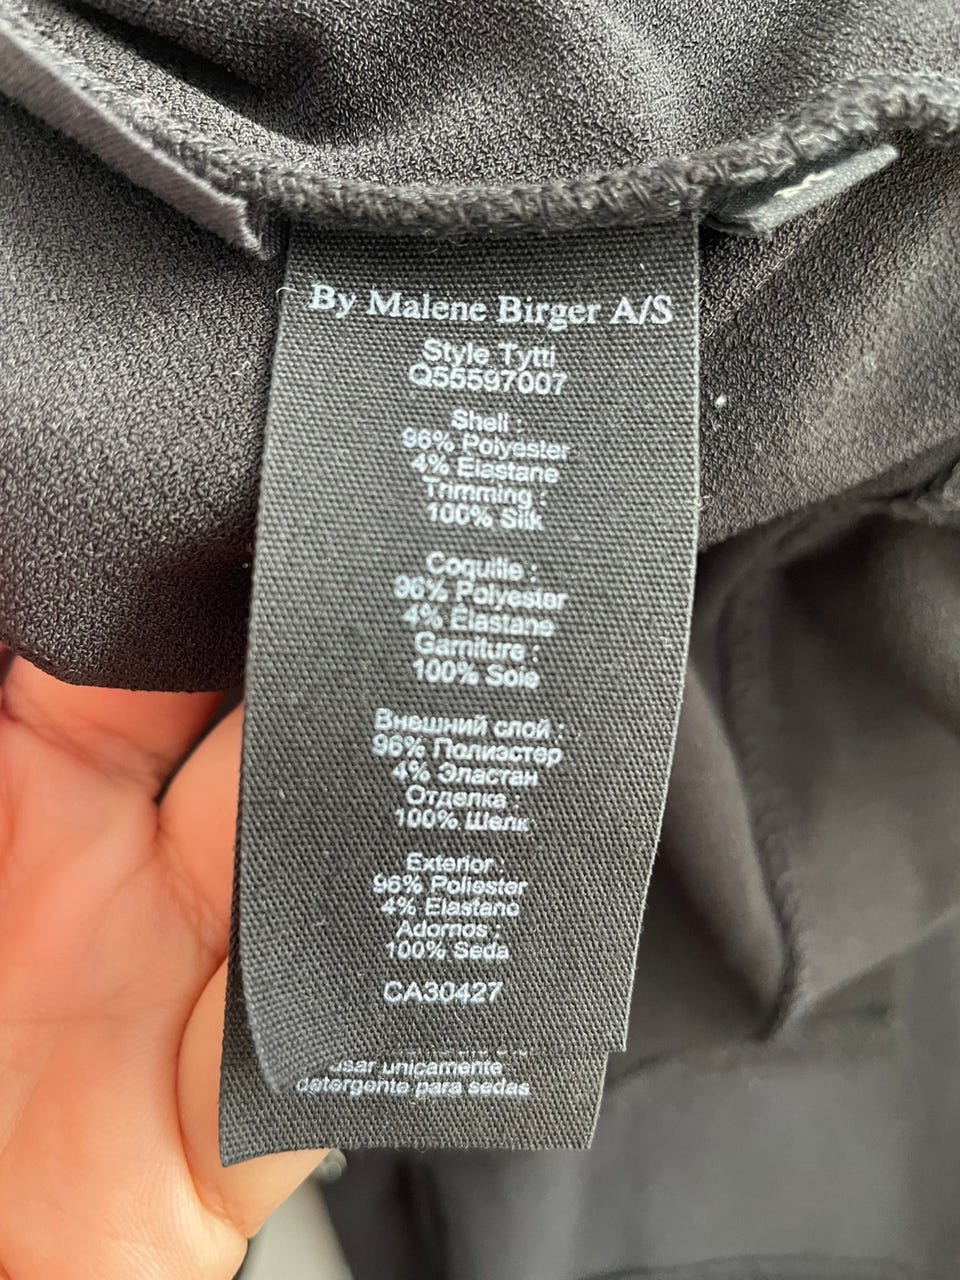 By Malene Birger A/S
Style Tytti
Q55597007
Shell :
96% Polyester
4% Elastane
Trimming :
100% Silk
Coquille :
96% Polyester
4% Elastane
Garniture :
100% Soie
Внешний слой :
96% Полиэстер
4% Эластан
Отделка :
100% Шелк
Exterior :
96% Poliester
4% Elastano
Adornos :
100% Seda
CA30427
usar unicamente
detergente para sedas